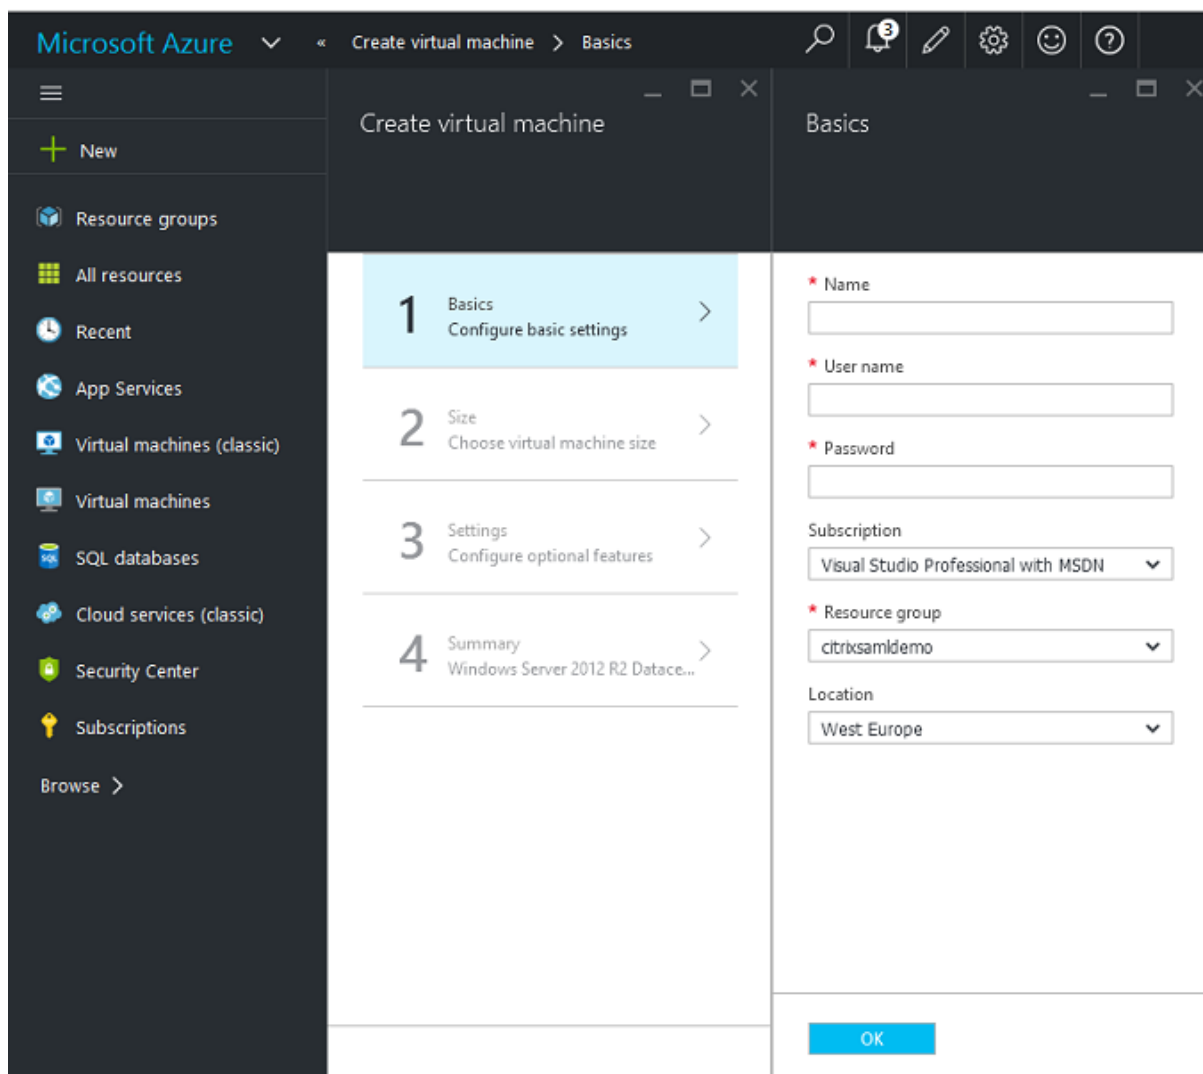 Microsoft Azure
« Create virtual machine > Basics
3
New
Resource groups
All resources
Recent
App Services
Virtual machines (classic)
Virtual machines
SQL databases
Cloud services (classic)
Security Center
Subscriptions
Browse >
Create virtual machine
1
Basics
Configure basic settings
2
Size
Choose virtual machine size
3
Settings
Configure optional features
4
Summary
Windows Server 2012 R2 Datace...
Basics
* Name
* User name
* Password
Subscription
Visual Studio Professional with MSDN
* Resource group
citrixsamldemo
Location
West Europe
OK